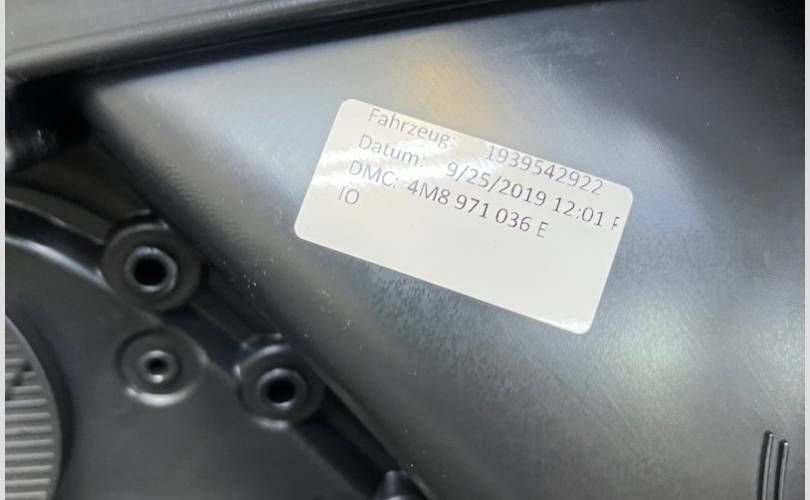 Fahrzeug: 1939542922
Datum: 9/25/2019 12:01 P
DMC: 4M8 971 036 E
IO